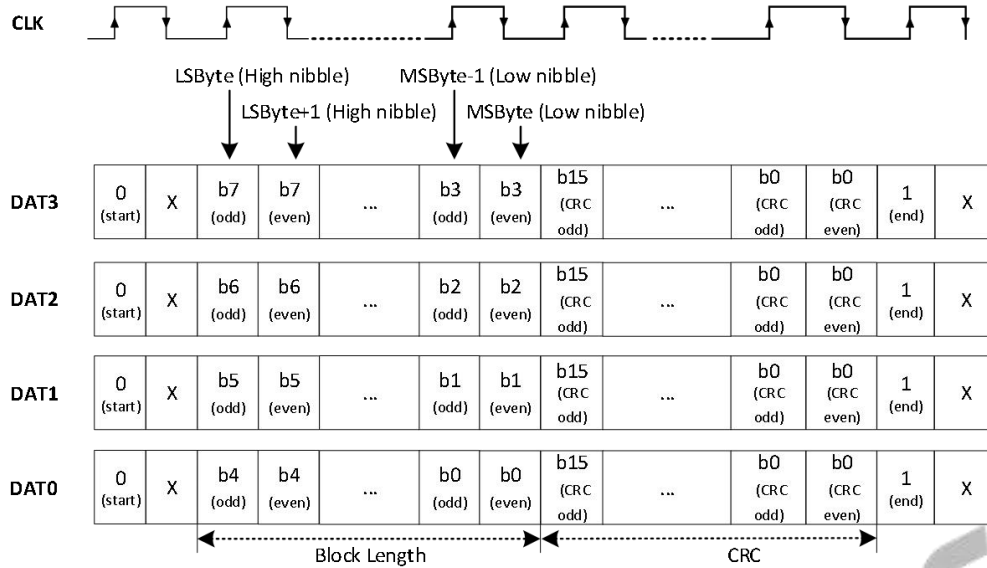 CLK
LSByte (High nibble) MSByte-1 (Low nibble)
LSByte+1 (High nibble) MSByte (Low nibble)
DAT3 0 (start) X b7 (odd) b7 (even) ... b3 (odd) b3 (even) b15 (CRC odd) ... b0 (CRC odd) b0 (CRC even) 1 (end) X
DAT2 0 (start) X b6 (odd) b6 (even) ... b2 (odd) b2 (even) b15 (CRC odd) ... b0 (CRC odd) b0 (CRC even) 1 (end) X
DAT1 0 (start) X b5 (odd) b5 (even) ... b1 (odd) b1 (even) b15 (CRC odd) ... b0 (CRC odd) b0 (CRC even) 1 (end) X
DAT0 0 (start) X b4 (odd) b4 (even) ... b0 (odd) b0 (even) b15 (CRC odd) ... b0 (CRC odd) b0 (CRC even) 1 (end) X
Block Length CRC